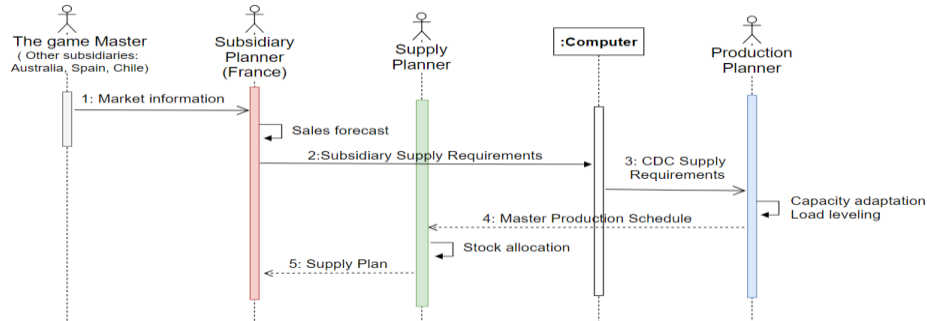 The game Master
( Other subsidiaries:
Australia, Spain, Chile)
Subsidiary
Planner
(France)
Supply
Planner
:Computer
Production
Planner
1: Market information
Sales forecast
2:Subsidiary Supply Requirements
3: CDC Supply
Requirements
Capacity adaptation
Load leveling
4: Master Production Schedule
Stock allocation
5: Supply Plan